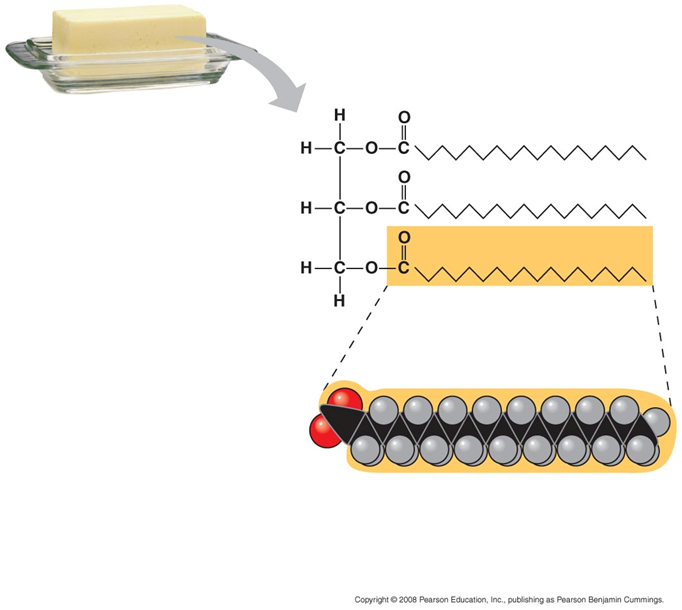 H O
H—C—O—C
O
H—C—O—C
O
H—C—O—C
H
Copyright © 2008 Pearson Education, Inc., publishing as Pearson Benjamin Cummings.